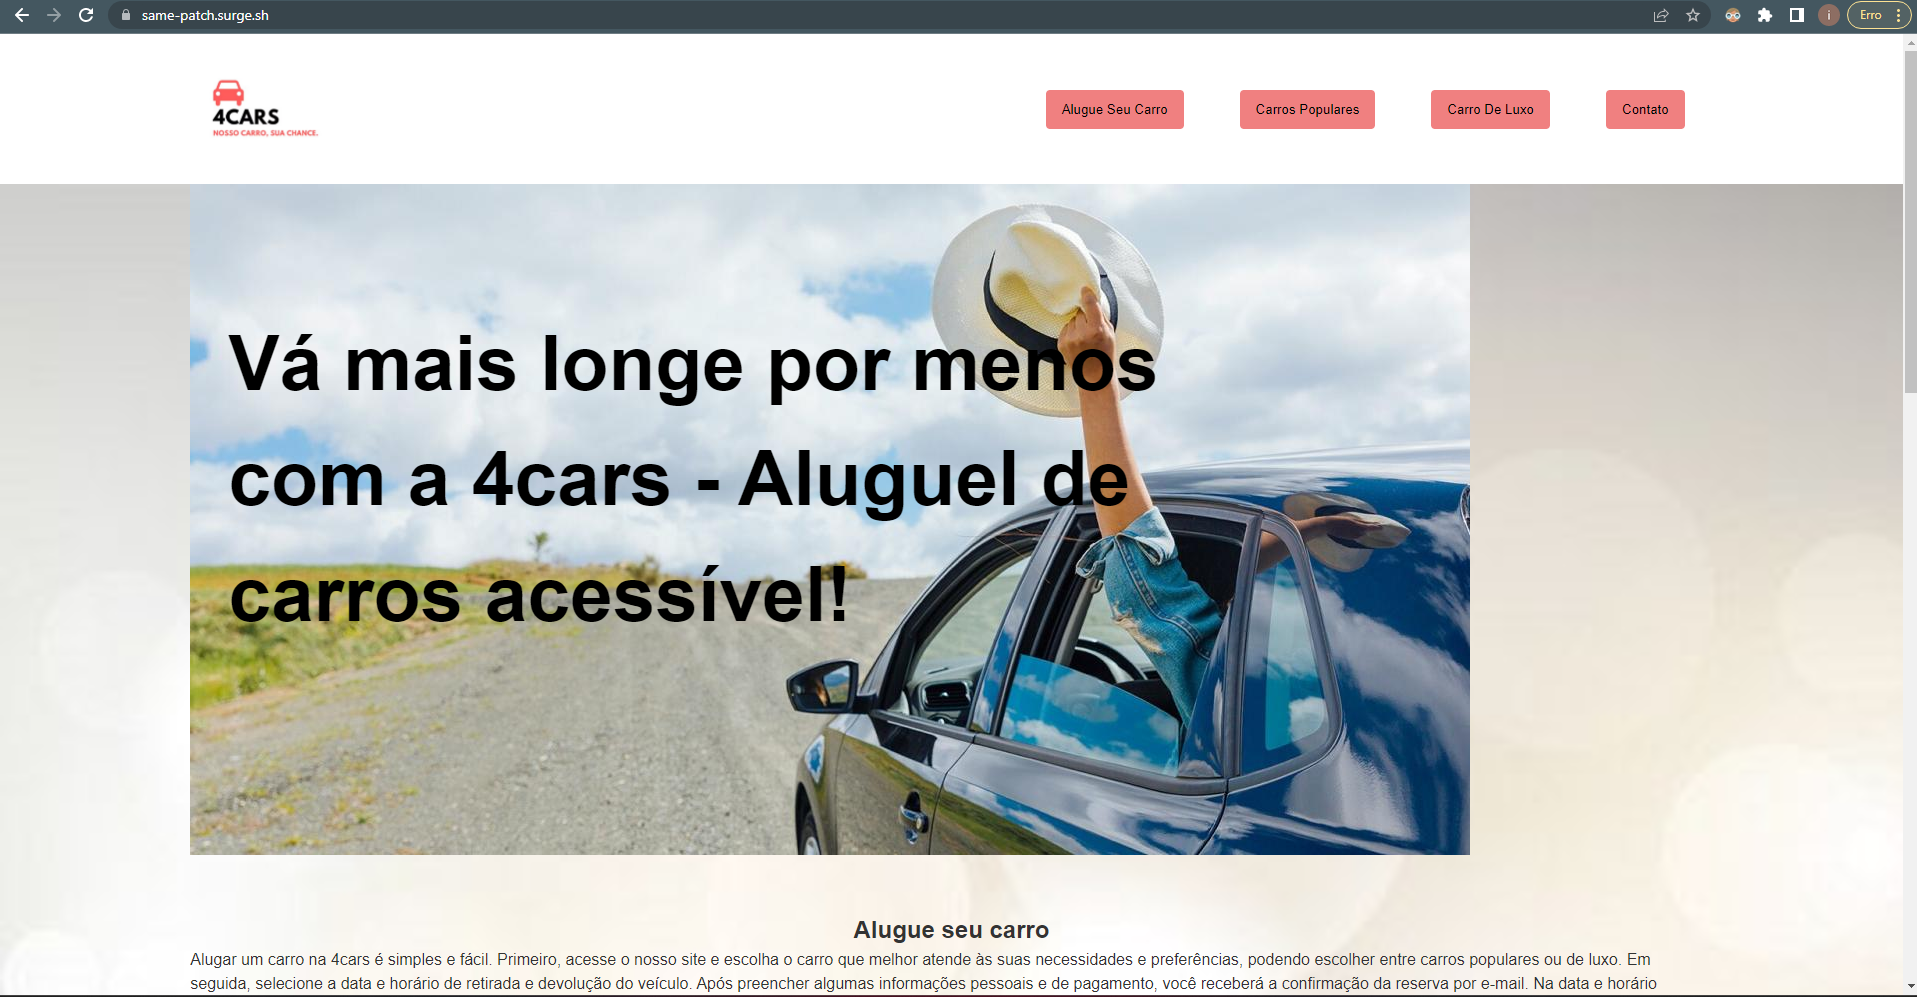 same-patch.surge.sh
i
Erro
4CARS
NOSSO CARRO, SUA CHANCE.
Alugue Seu Carro
Carros Populares
Carro De Luxo
Contato
Vá mais longe por menos
com a 4cars - Aluguel de
carros acessível!
Alugue seu carro
Alugar um carro na 4cars é simples e fácil. Primeiro, acesse o nosso site e escolha o carro que melhor atende às suas necessidades e preferências, podendo escolher entre carros populares ou de luxo. Em
seguida, selecione a data e horário de retirada e devolução do veículo. Após preencher algumas informações pessoais e de pagamento, você receberá a confirmação da reserva por e-mail. Na data e horário